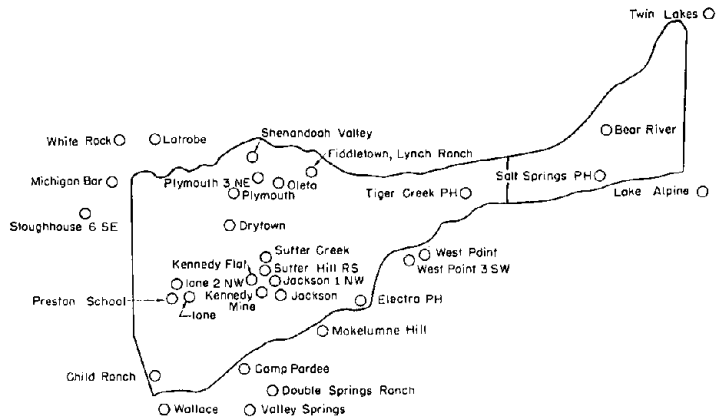 Twin Lakes
Shenandoah Valley
White Rock
Latrobe
Bear River
Fiddletown, Lynch Ranch
Michigan Bar
Plymouth 3 NE
Oleta
Salt Springs PH
Plymouth
Tiger Creek PH
Lake Alpine
Sloughhouse 6 SE
Drytown
Sutter Creek
West Point
Kennedy Flat
Sutter Hill RS
West Point 3 SW
Ione 2 NW
Jackson 1 NW
Preston School
Kennedy
Mine
Jackson
Electra PH
Ione
Mokelumne Hill
Child Ranch
Camp Pardee
Double Springs Ranch
Wallace
Valley Springs